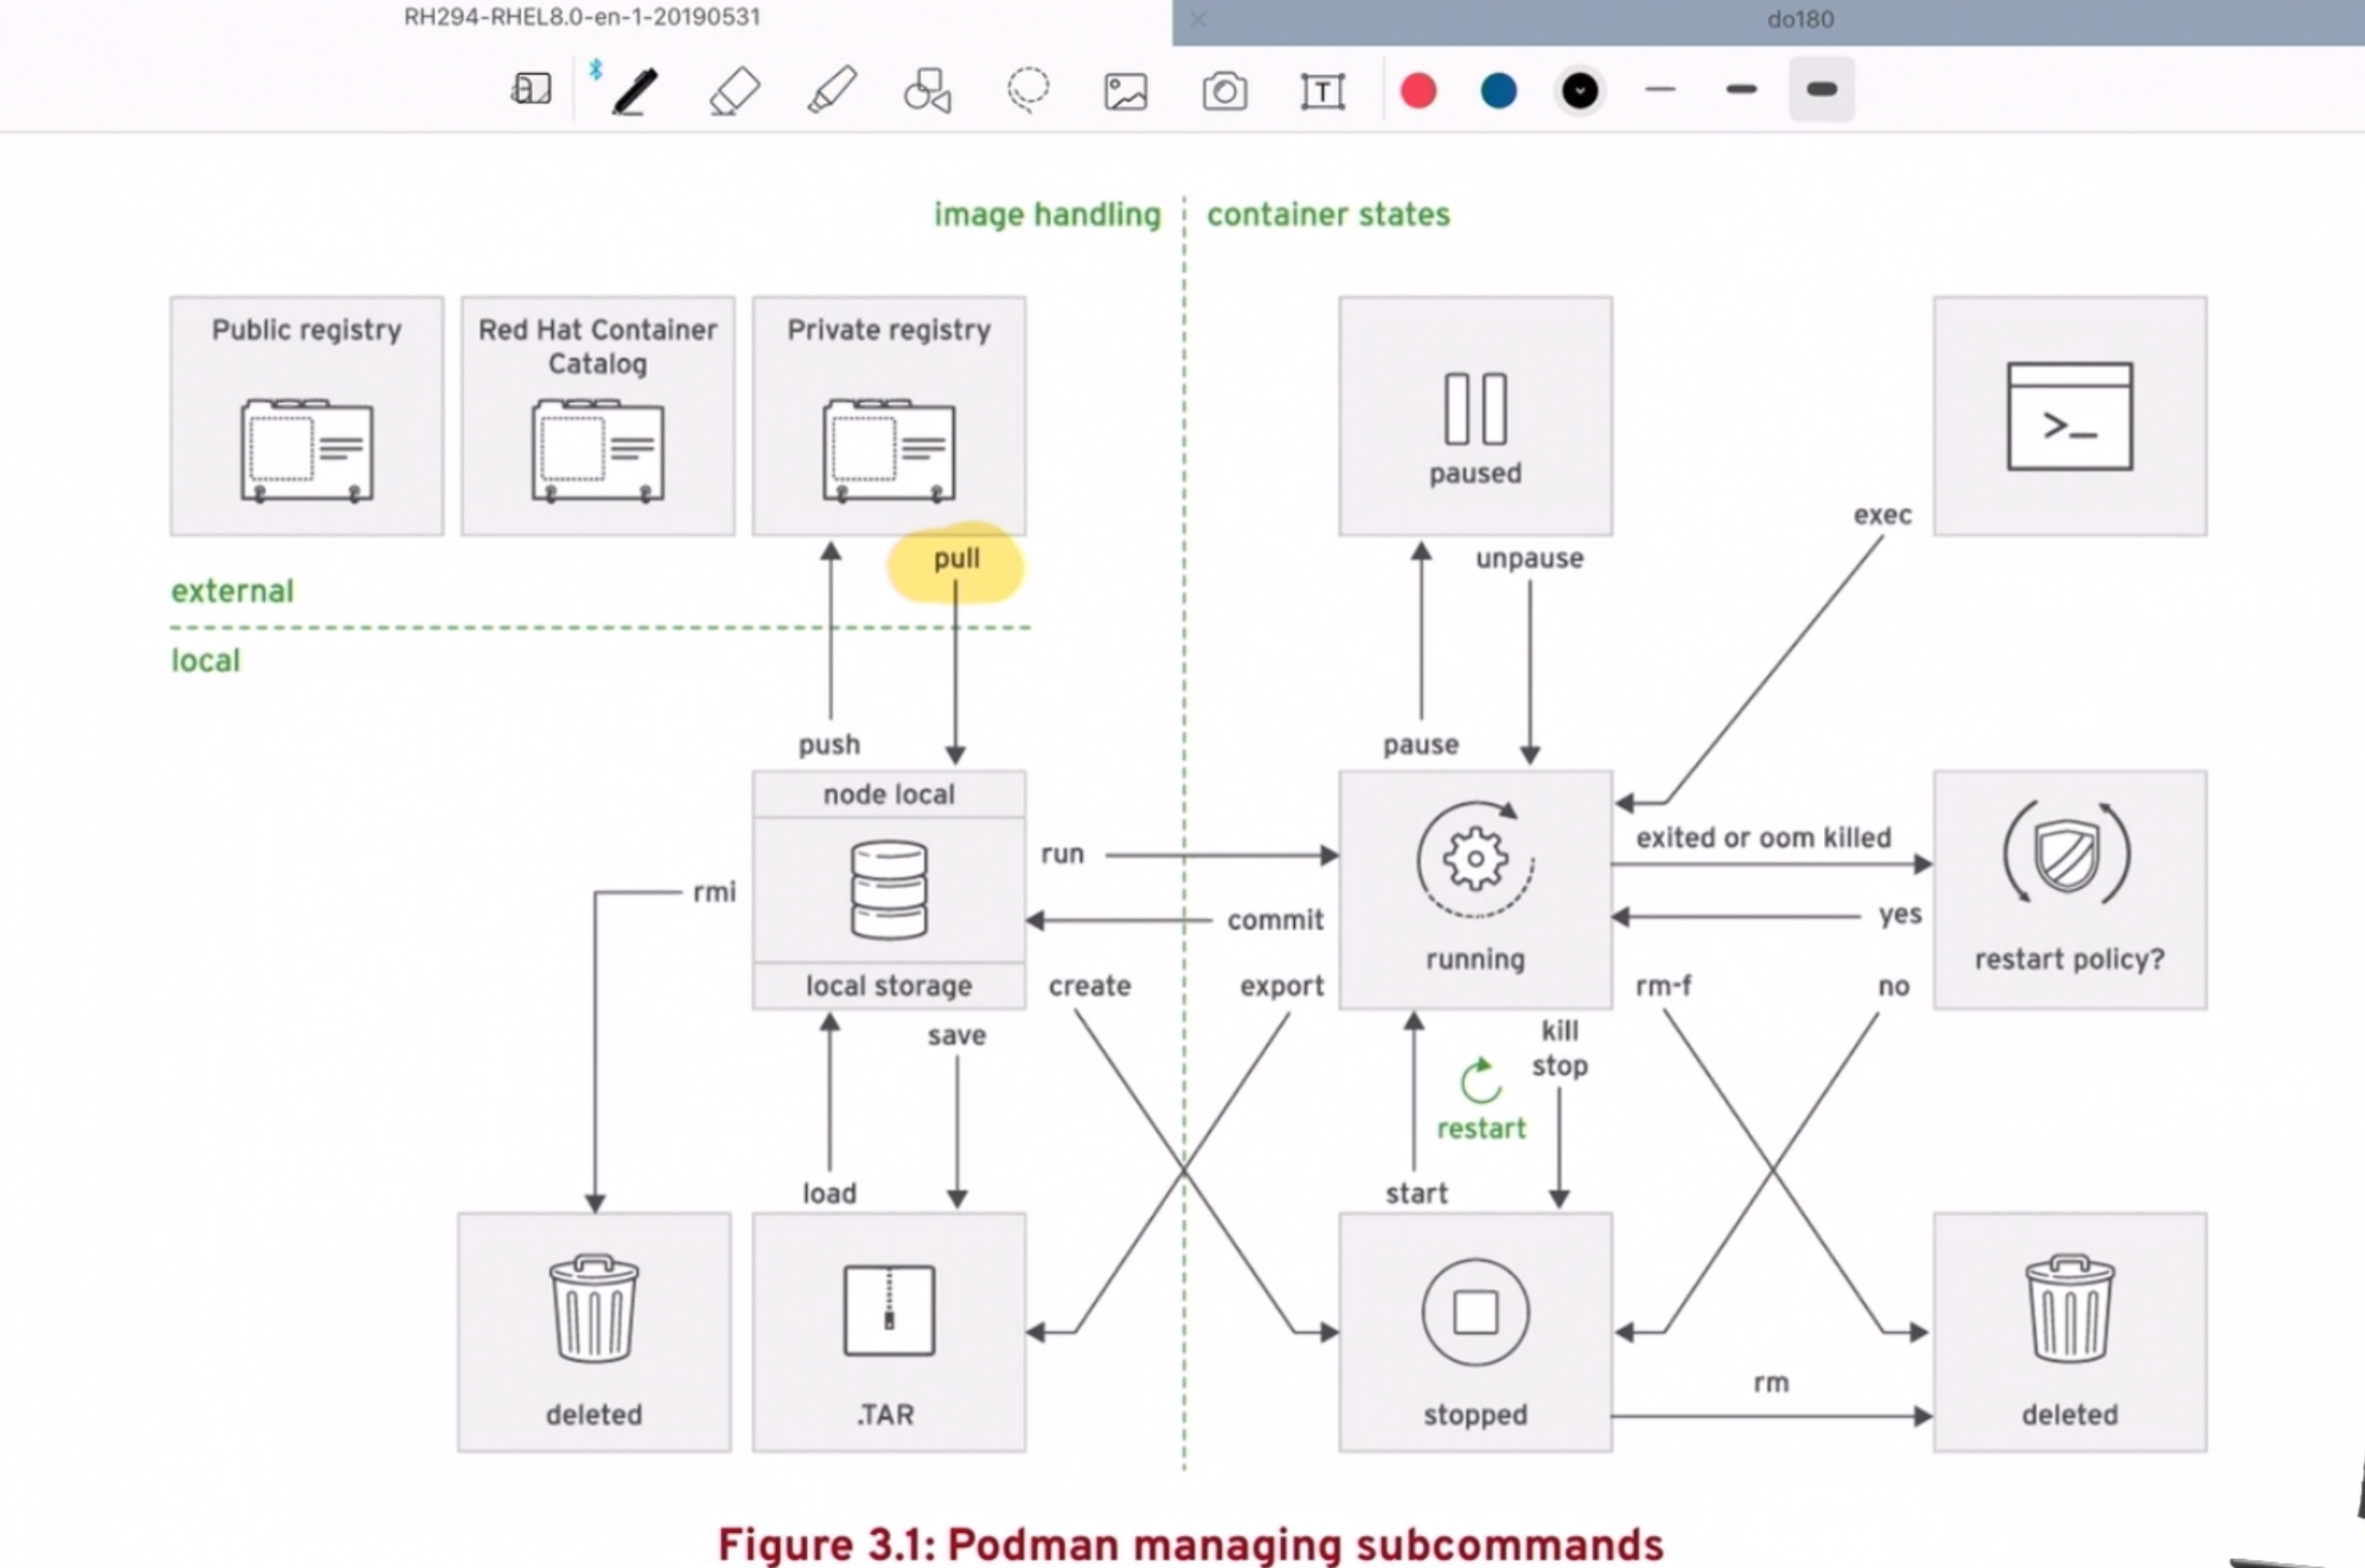 RH294-RHEL8.0-en-1-20190531
do180
T
image handling
container states
Public registry
Red Hat Container
Catalog
Private registry
paused
>_
exec
pull
unpause
external
local
push
pause
node local
run
exited or oom killed
rmi
commit
yes
running
restart policy?
local storage
create
export
rm-f
no
save
kill
stop
restart
load
start
rm
deleted
.TAR
stopped
deleted
Figure 3.1: Podman managing subcommands